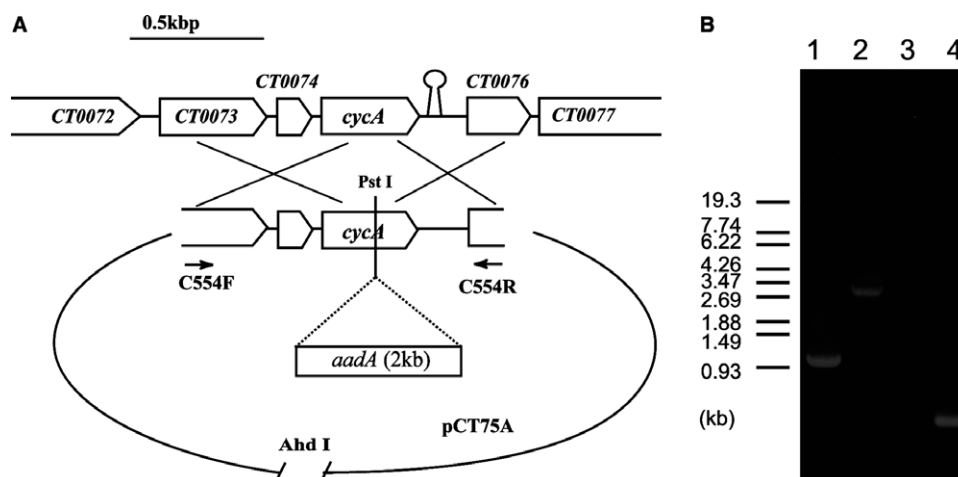 A
0.5kbp
CT0072
CT0073
CT0074
cycA
CT0076
CT0077
Pst I
cycA
C554F
C554R
aadA (2kb)
pCT75A
Ahd I
B
1 2 3 4
19.3
7.74
6.22
4.26
3.47
2.69
1.88
1.49
0.93
(kb)